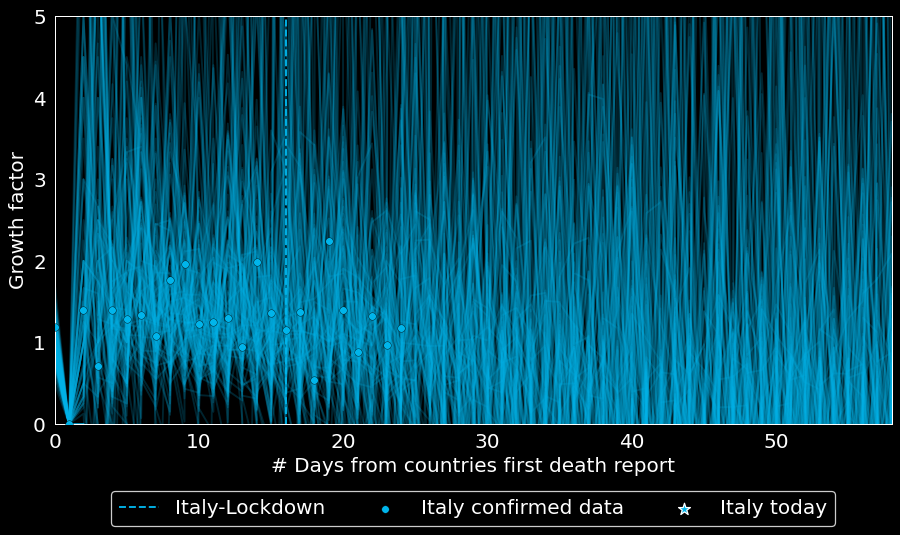 5
4
3
2
1
0
Growth factor
0 10 20 30 40 50
# Days from countries first death report
Italy-Lockdown Italy confirmed data Italy today